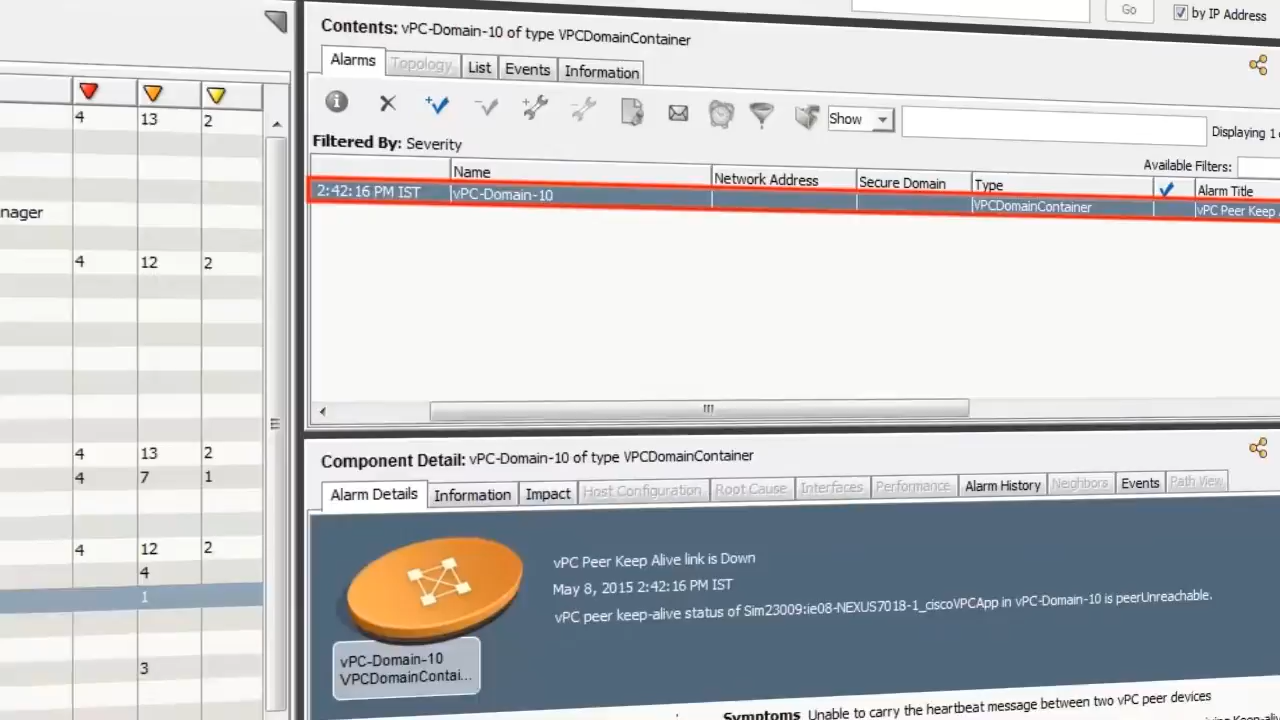 Go
by IP Address
Contents: vPC-Domain-10 of type VPCDomainContainer
Alarms
Topology
List
Events
Information
Show
Displaying 1
Filtered By: Severity
Available Filters:
Name
Network Address
Secure Domain
Type
Alarm Title
2:42:16 PM IST
vPC-Domain-10
VPCDomainContainer
vPC Peer Keep
4 13 2
nager
4 12 2
4 13 2
4 7 1
4 12 2
4
1
3
Component Detail: vPC-Domain-10 of type VPCDomainContainer
Alarm Details
Information
Impact
Host Configuration
Root Cause
Interfaces
Performance
Alarm History
Neighbors
Events
Path View
vPC Peer Keep Alive link is Down
May 8, 2015 2:42:16 PM IST
vPC peer keep-alive status of Sim23009:ie08-NEXUS7018-1_ciscoVPCApp in vPC-Domain-10 is peerUnreachable.
vPC-Domain-10
VPCDomainContai...
Symptoms Unable to carry the heartbeat message between two vPC peer devices